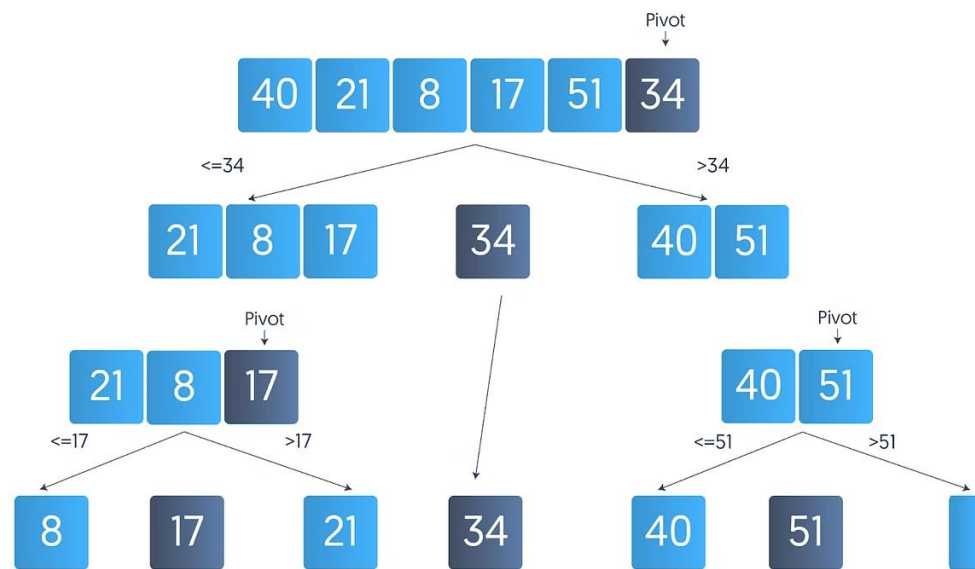 Pivot
40 21 8 17 51 34
<=34 >34
21 8 17 34 40 51
Pivot Pivot
21 8 17 40 51
<=17 >17 <=51 >51
8 17 21 34 40 51